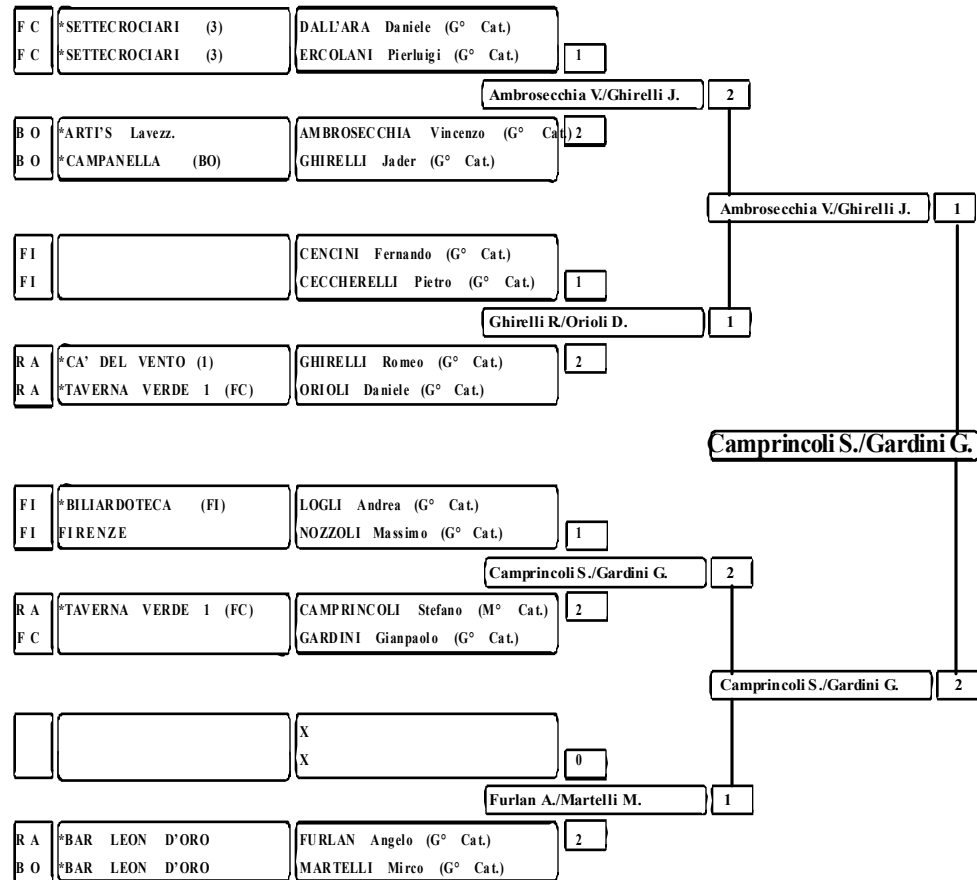 F C *SETTECROCIARI (3) DALL'ARA Daniele (G° Cat.)
F C *SETTECROCIARI (3) ERCOLANI Pierluigi (G° Cat.) 1
Ambrosecchia V./Ghirelli J. 2
B O *ARTI'S Lavezz. AMBROSECCHIA Vincenzo (G° Cat.) 2
B O *CAMPANELLA (BO) GHIRELLI Jader (G° Cat.)
Ambrosecchia V./Ghirelli J. 1
F I CENCINI Fernando (G° Cat.)
F I CECCHERELLI Pietro (G° Cat.) 1
Ghirelli R./Orioli D. 1
R A *CA' DEL VENTO (1) GHIRELLI Romeo (G° Cat.) 2
R A *TAVERNA VERDE 1 (FC) ORIOLI Daniele (G° Cat.)
Camprincoli S./Gardini G.
F I *BILIARDOTECA (FI) LOGLI Andrea (G° Cat.)
F I FIRENZE NOZZOLI Massimo (G° Cat.) 1
Camprincoli S./Gardini G. 2
R A *TAVERNA VERDE 1 (FC) CAMPRINCOLI Stefano (M° Cat.) 2
F C GARDINI Gianpaolo (G° Cat.)
Camprincoli S./Gardini G. 2
X
X 0
Furlan A./Martelli M. 1
R A *BAR LEON D'ORO FURLAN Angelo (G° Cat.) 2
B O *BAR LEON D'ORO MARTELLI Mirco (G° Cat.)